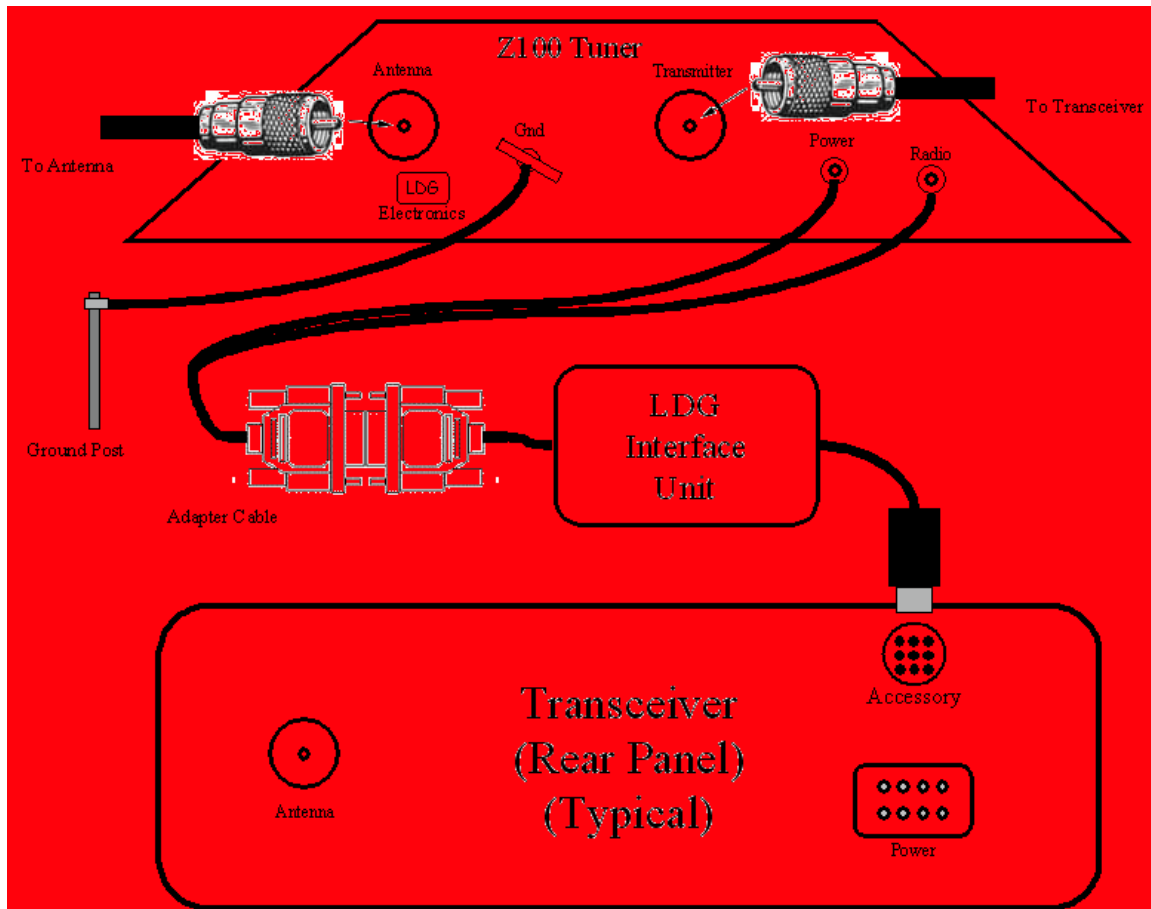 Z100 Tuner
Antenna
Transmitter
To Transceiver
Gnd
Power
Radio
To Antenna
LDG
Electronics
Ground Post
LDG
Interface
Unit
Adapter Cable
Accessory
Transceiver
(Rear Panel)
(Typical)
Antenna
Power